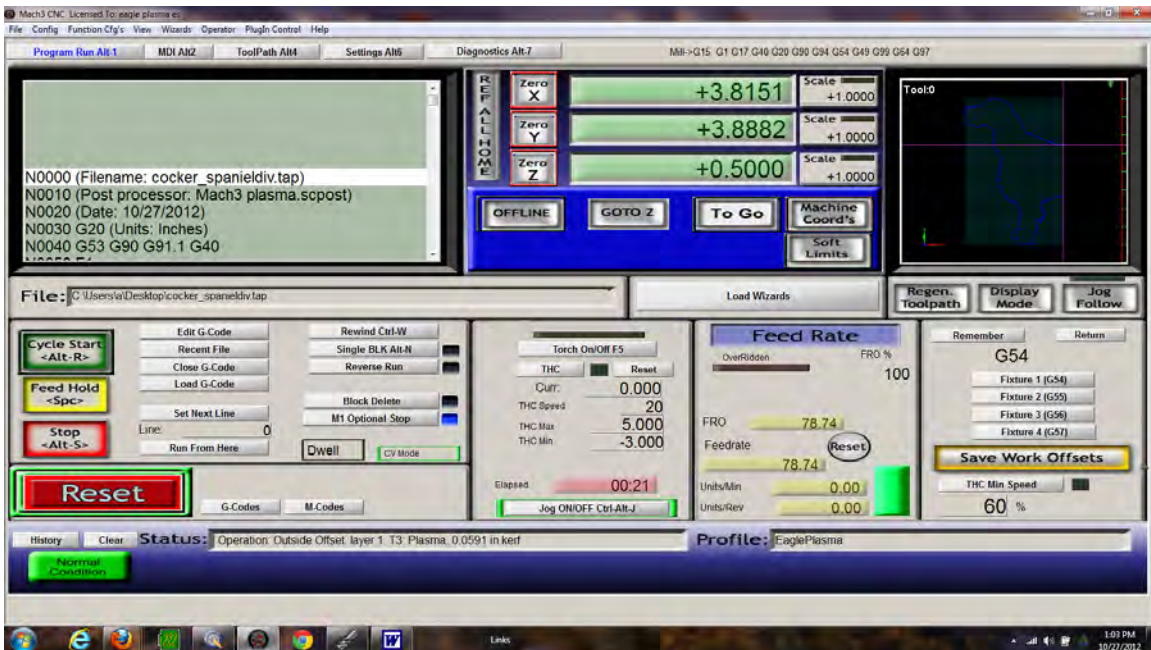 Mach3 CNC Licensed To: eagle plasma es
File Config Function Cfg's View Wizards Operator PlugIn Control Help
Program Run Alt-1 MDI Alt2 ToolPath Alt4 Settings Alt6 Diagnostics Alt-7 Mill->G15 G1 G17 G40 G20 G90 G94 G54 G49 G99 G64 G97
N0000 (Filename: cocker_spanieldiv.tap)
N0010 (Post processor: Mach3 plasma.scpost)
N0020 (Date: 10/27/2012)
N0030 G20 (Units: Inches)
N0040 G53 G90 G91.1 G40
REF ALL HOME
Zero X +3.8151 Scale +1.0000
Zero Y +3.8882 Scale +1.0000
Zero Z +0.5000 Scale +1.0000
OFFLINE GOTO Z To Go Machine Coord's
Soft Limits
Tool:0
File: C:\Users\a\Desktop\cocker_spanieldiv.tap
Load Wizards
Regen. Toolpath Display Mode Jog Follow
Cycle Start <Alt-R>
Feed Hold <Spc>
Stop <Alt-S>
Edit G-Code
Recent File
Close G-Code
Load G-Code
Set Next Line
Line: 0
Run From Here
Rewind Ctrl-W
Single BLK Alt-N
Reverse Run
Block Delete
M1 Optional Stop
Dwell CV Mode
Reset
G-Codes M-Codes
Torch On/Off F5
THC Reset
Curr: 0.000
THC Speed 20
THC Max 5.000
THC Min -3.000
Elapsed 00:21
Jog ON/OFF Ctrl-Alt-J
Feed Rate
OverRidden FRO %
100
FRO 78.74
Feedrate Reset
78.74
Units/Min 0.00
Units/Rev 0.00
Remember Return
G54
Fixture 1 (G54)
Fixture 2 (G55)
Fixture 3 (G56)
Fixture 4 (G57)
Save Work Offsets
THC Min Speed
60 %
History Clear Status: Operation: Outside Offset, layer 1, T3: Plasma, 0.0591 in kerf Profile: EaglePlasma
Normal Condition
Links
1:03 PM
10/27/2012